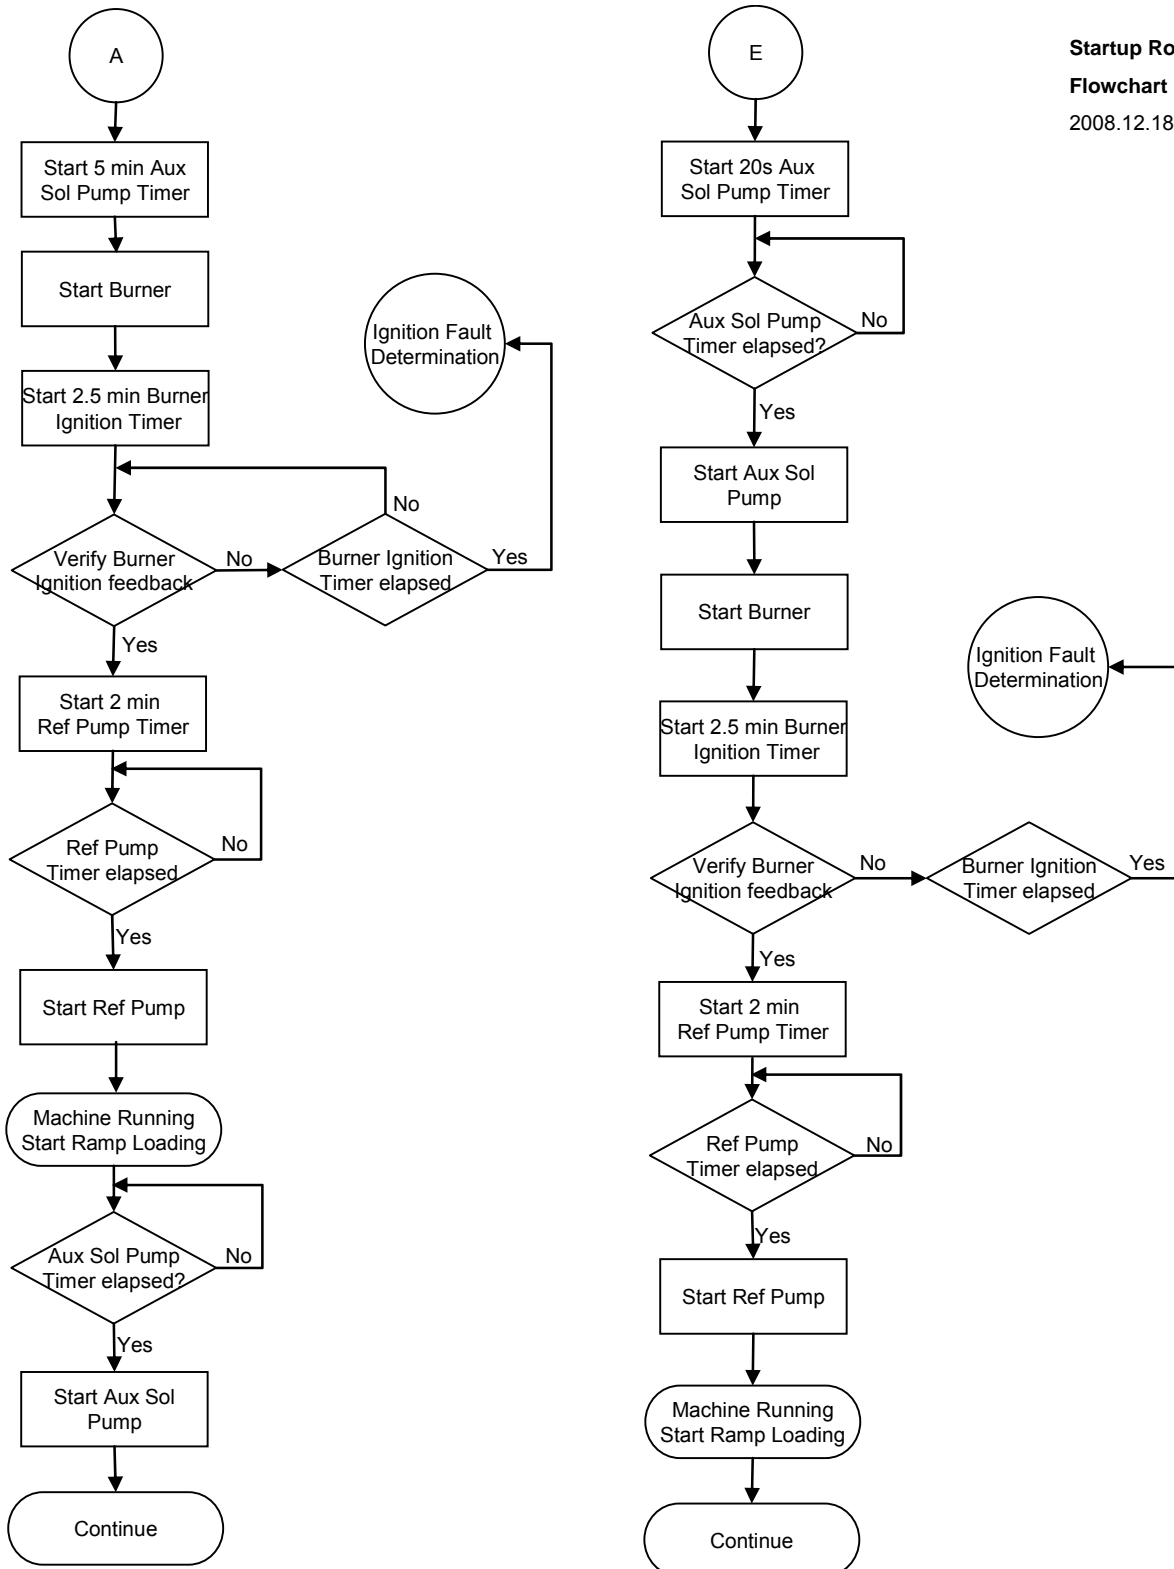 A
Start 5 min Aux
Sol Pump Timer
Start Burner
Start 2.5 min Burner
Ignition Timer
Ignition Fault
Determination
No
Verify Burner
Ignition feedback
No
Burner Ignition
Timer elapsed
Yes
Yes
Start 2 min
Ref Pump Timer
Ref Pump
Timer elapsed
No
Yes
Start Ref Pump
Machine Running
Start Ramp Loading
Aux Sol Pump
Timer elapsed?
No
Yes
Start Aux Sol
Pump
Continue
E
Start 20s Aux
Sol Pump Timer
Aux Sol Pump
Timer elapsed?
No
Yes
Start Aux Sol
Pump
Start Burner
Start 2.5 min Burner
Ignition Timer
Ignition Fault
Determination
Verify Burner
Ignition feedback
No
Burner Ignition
Timer elapsed
Yes
Yes
Start 2 min
Ref Pump Timer
Ref Pump
Timer elapsed
No
Yes
Start Ref Pump
Machine Running
Start Ramp Loading
Continue
Startup
Flowchart
2008.12.18